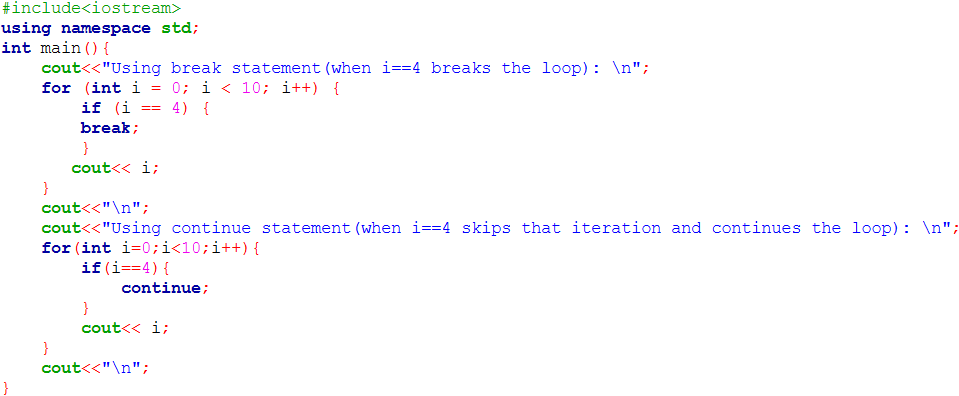 #include<iostream>
using namespace std;
int main(){
    cout<<"Using break statement(when i==4 breaks the loop): \n";
    for (int i = 0; i < 10; i++) {
        if (i == 4) {
        break;
        }
       cout<< i;
    }
    cout<<"\n";
    cout<<"Using continue statement(when i==4 skips that iteration and continues the loop): \n";
    for(int i=0;i<10;i++){
        if(i==4){
            continue;
        }
        cout<< i;
    }
    cout<<"\n";
}